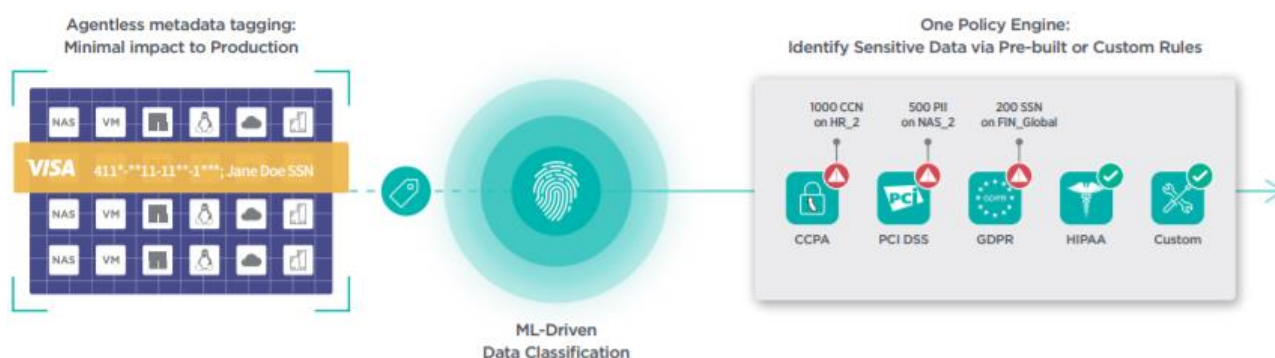 Agentless metadata tagging:
Minimal impact to Production
NAS VM
VISA 411*-**11-11**-1***; Jane Doe SSN
NAS VM
NAS VM
ML-Driven
Data Classification
One Policy Engine:
Identify Sensitive Data via Pre-built or Custom Rules
1000 CCN
on HR_2
500 PII
on NAS_2
200 SSN
on FIN_Global
PCI
GDPR
CCPA
PCI DSS
GDPR
HIPAA
Custom